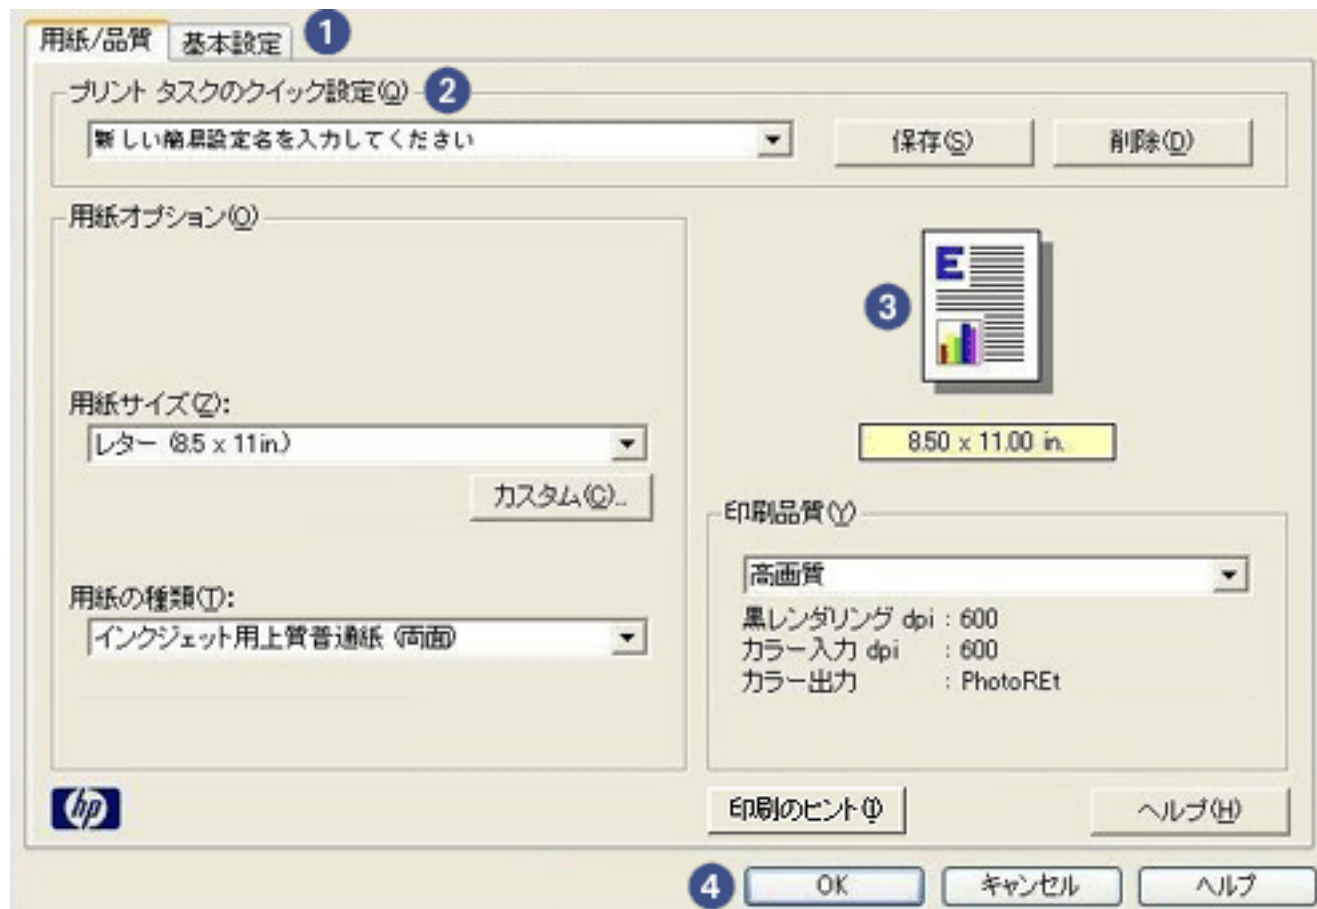 用紙/品質 基本設定 1
プリント タスクのクイック設定(Q) 2
新しい簡易設定名を入力してください 保存(S) 削除(D)
用紙オプション(O)
E
3
用紙サイズ(Z):
レター (8.5 x 11 in.) 8.50 x 11.00 in.
カスタム(C)...
印刷品質(Y)
高画質
用紙の種類(T):
黒レンダリング dpi : 600
インクジェット用上質普通紙 (両面)
カラー入力 dpi : 600
カラー出力 : PhotoREt
hp 印刷のヒント(I) ヘルプ(H)
4 OK キャンセル ヘルプ